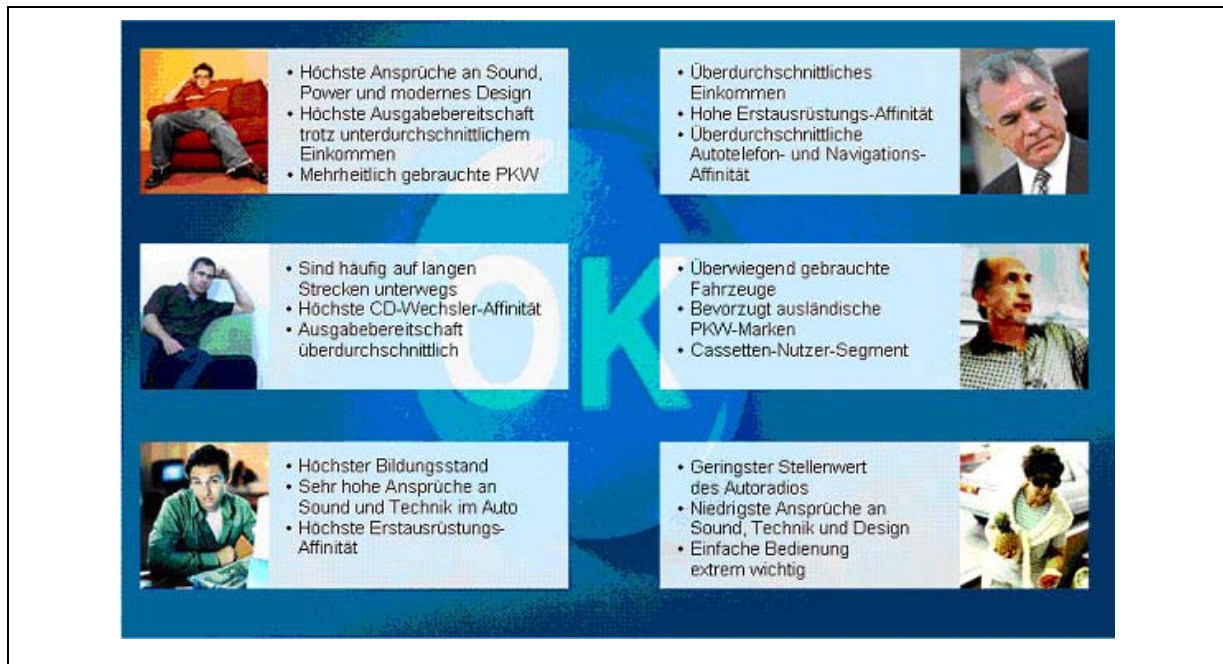 • Höchste Ansprüche an Sound,
Power und modernes Design
• Höchste Ausgabebereitschaft
trotz unterdurchschnittlichem
Einkommen
• Mehrheitlich gebrauchte PKW
• Überdurchschnittliches
Einkommen
• Hohe Erstausrüstungs-Affinität
• Überdurchschnittliche
Autotelefon- und Navigations-
Affinität
• Sind häufig auf langen
Strecken unterwegs
• Höchste CD-Wechsler-Affinität
• Ausgabebereitschaft
überdurchschnittlich
• Überwiegend gebrauchte
Fahrzeuge
• Bevorzugt ausländische
PKW-Marken
• Cassetten-Nutzer-Segment
OK
• Höchster Bildungsstand
• Sehr hohe Ansprüche an
Sound und Technik im Auto
• Höchste Erstausrüstungs-
Affinität
• Geringster Stellenwert
des Autoradios
• Niedrigste Ansprüche an
Sound, Technik und Design
• Einfache Bedienung
extrem wichtig